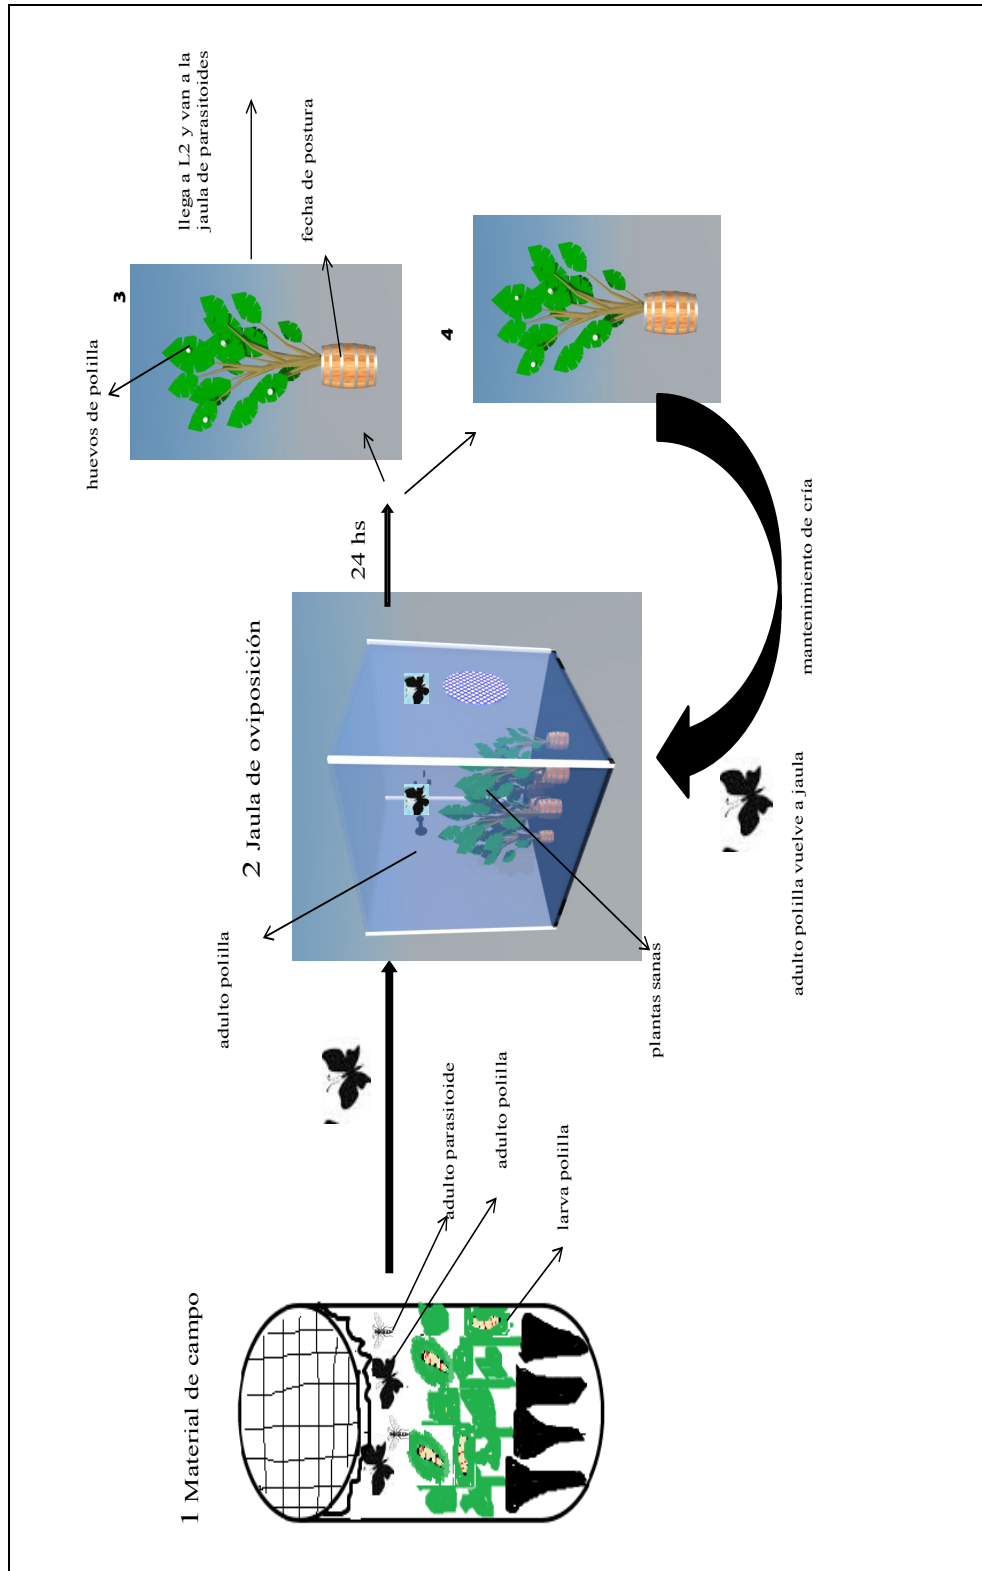 1 Material de campo
adulto parasitoide
adulto polilla
larva polilla
2 Jaula de oviposición
adulto polilla
plantas sanas
24 hs
3
huevos de polilla
fecha de postura
llega a L2 y van a la
jaula de parasitoides
4
mantenimiento de cría
adulto polilla vuelve a jaula